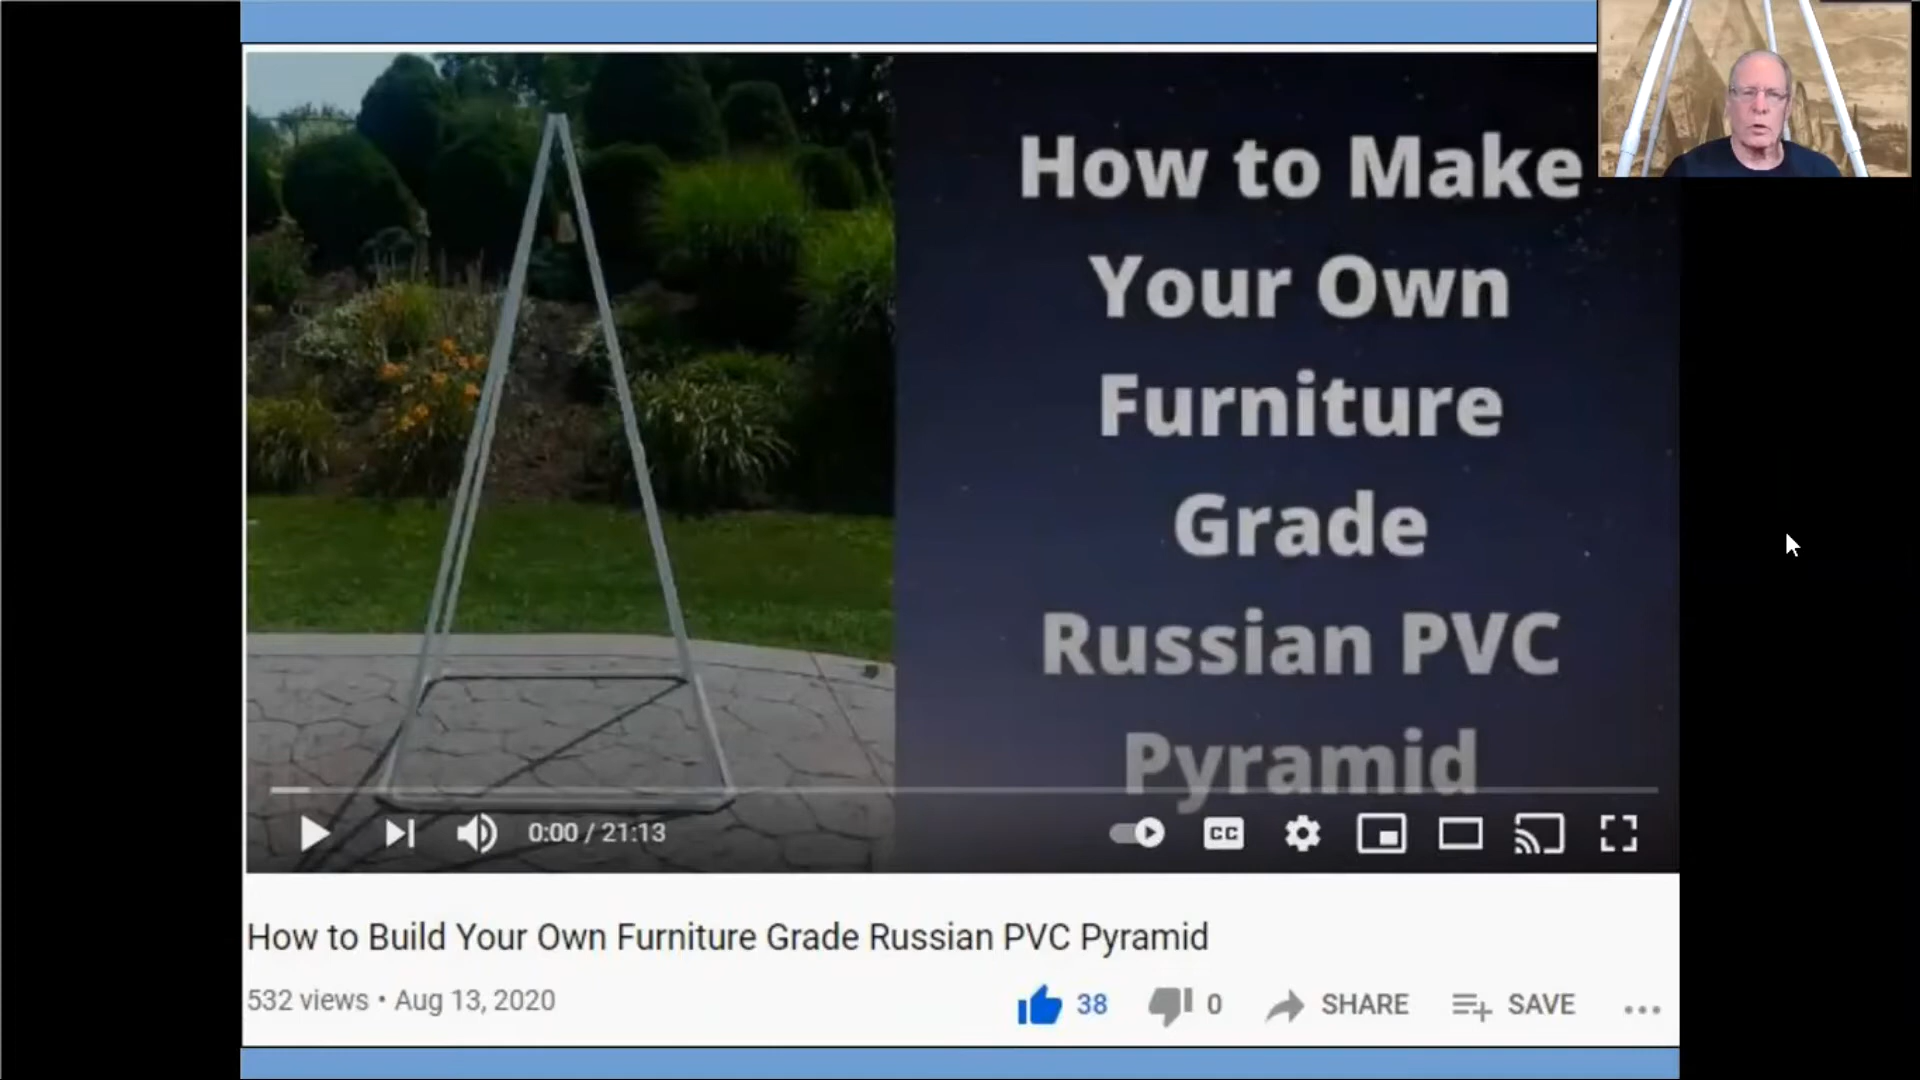 How to Make
Your Own
Furniture
Grade
Russian PVC
Pyramid
0:00 / 21:13
CC
How to Build Your Own Furniture Grade Russian PVC Pyramid
532 views • Aug 13, 2020
38
0
SHARE
SAVE